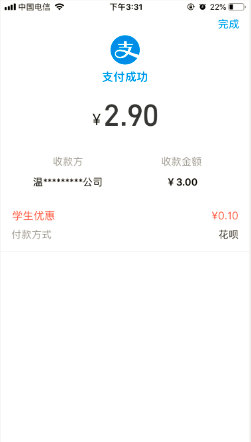 中国电信 下午3:31 22%
完成
支
支付成功
¥2.90
收款方 收款金额
温*********公司 ¥3.00
学生优惠 ¥0.10
付款方式 花呗